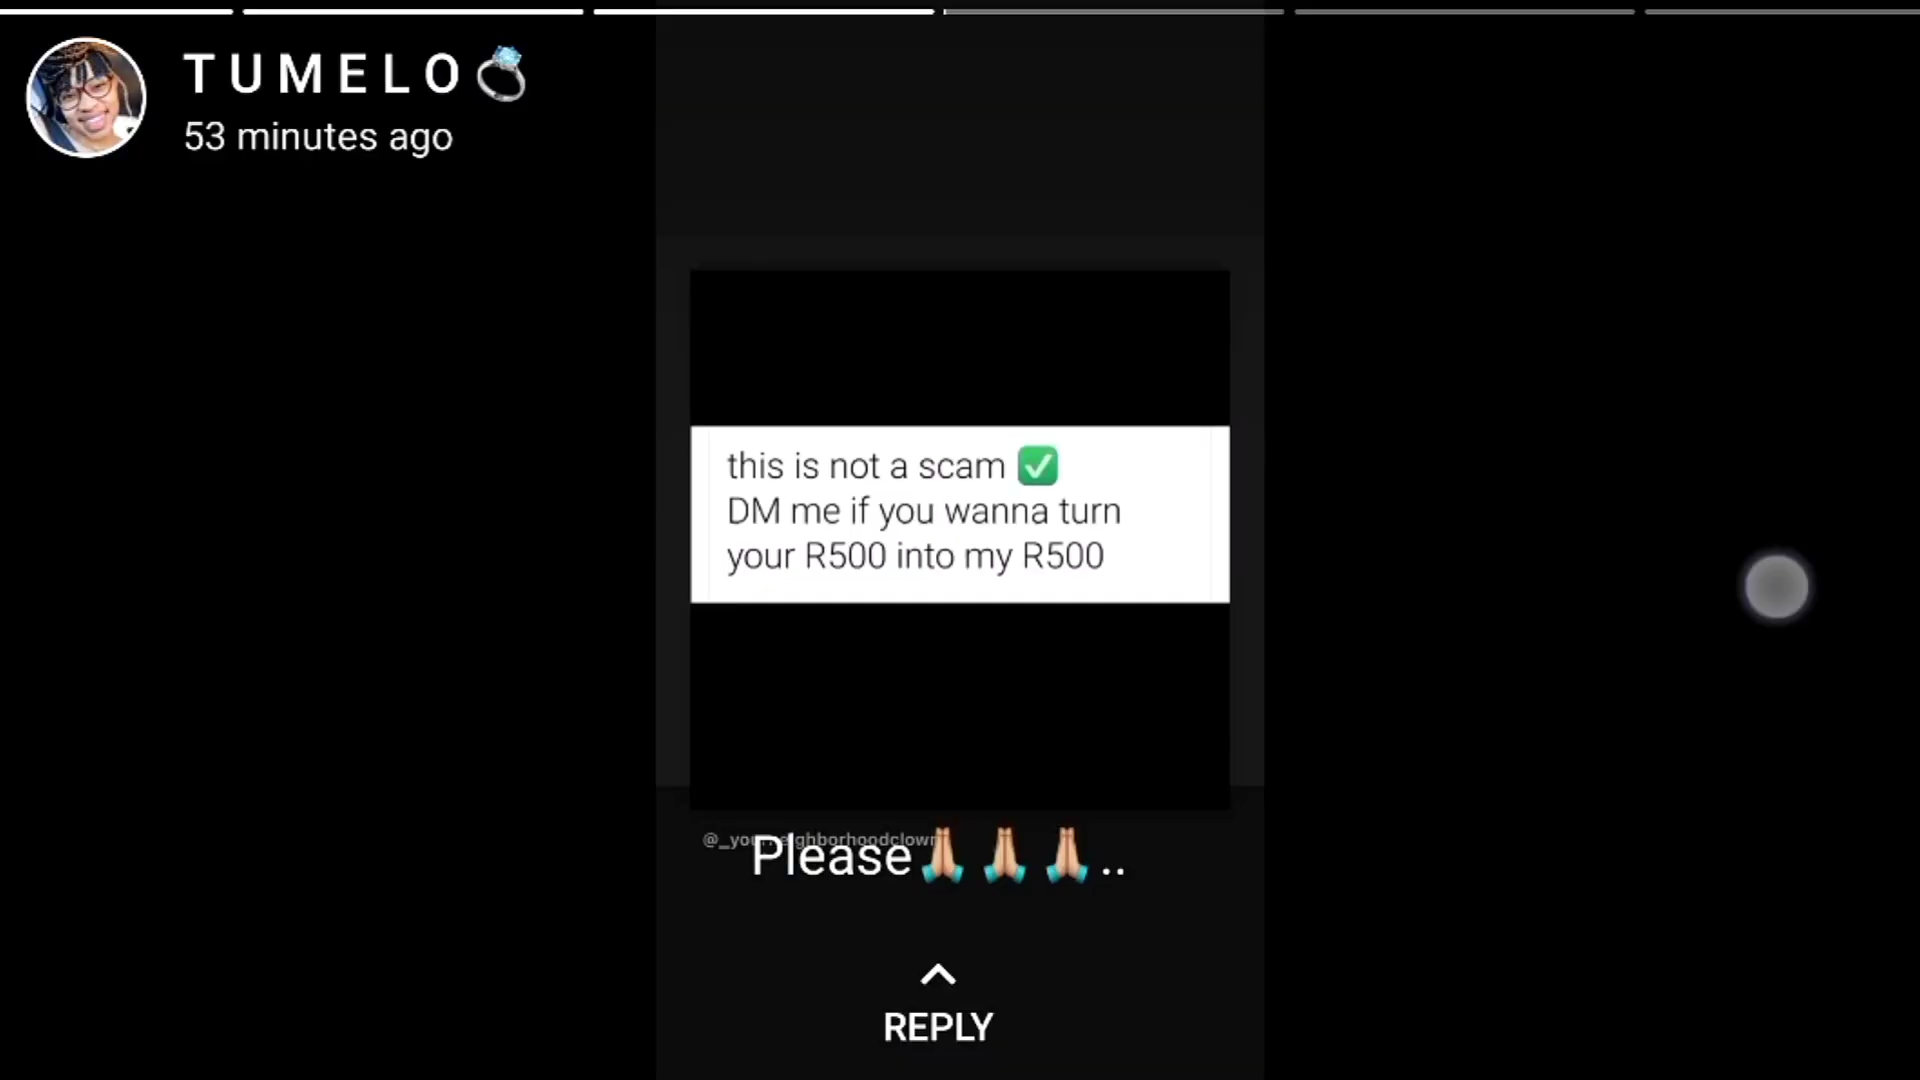 TUMELO💍
53 minutes ago
this is not a scam ✅
DM me if you wanna turn
your R500 into my R500
Please🙏🏼🙏🏼🙏🏼..
REPLY